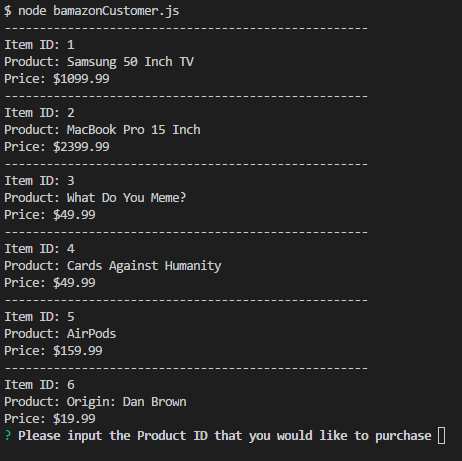 $ node bamazonCustomer.js
----------------------------------------------------
Item ID: 1
Product: Samsung 50 Inch TV
Price: $1099.99
----------------------------------------------------
Item ID: 2
Product: MacBook Pro 15 Inch
Price: $2399.99
----------------------------------------------------
Item ID: 3
Product: What Do You Meme?
Price: $49.99
----------------------------------------------------
Item ID: 4
Product: Cards Against Humanity
Price: $49.99
----------------------------------------------------
Item ID: 5
Product: AirPods
Price: $159.99
----------------------------------------------------
Item ID: 6
Product: Origin: Dan Brown
Price: $19.99
? Please input the Product ID that you would like to purchase